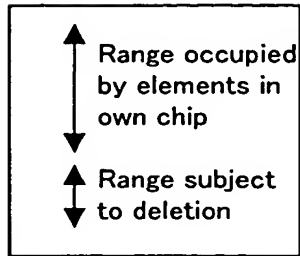 Range occupied
by elements in
own chip
Range subject
to deletion